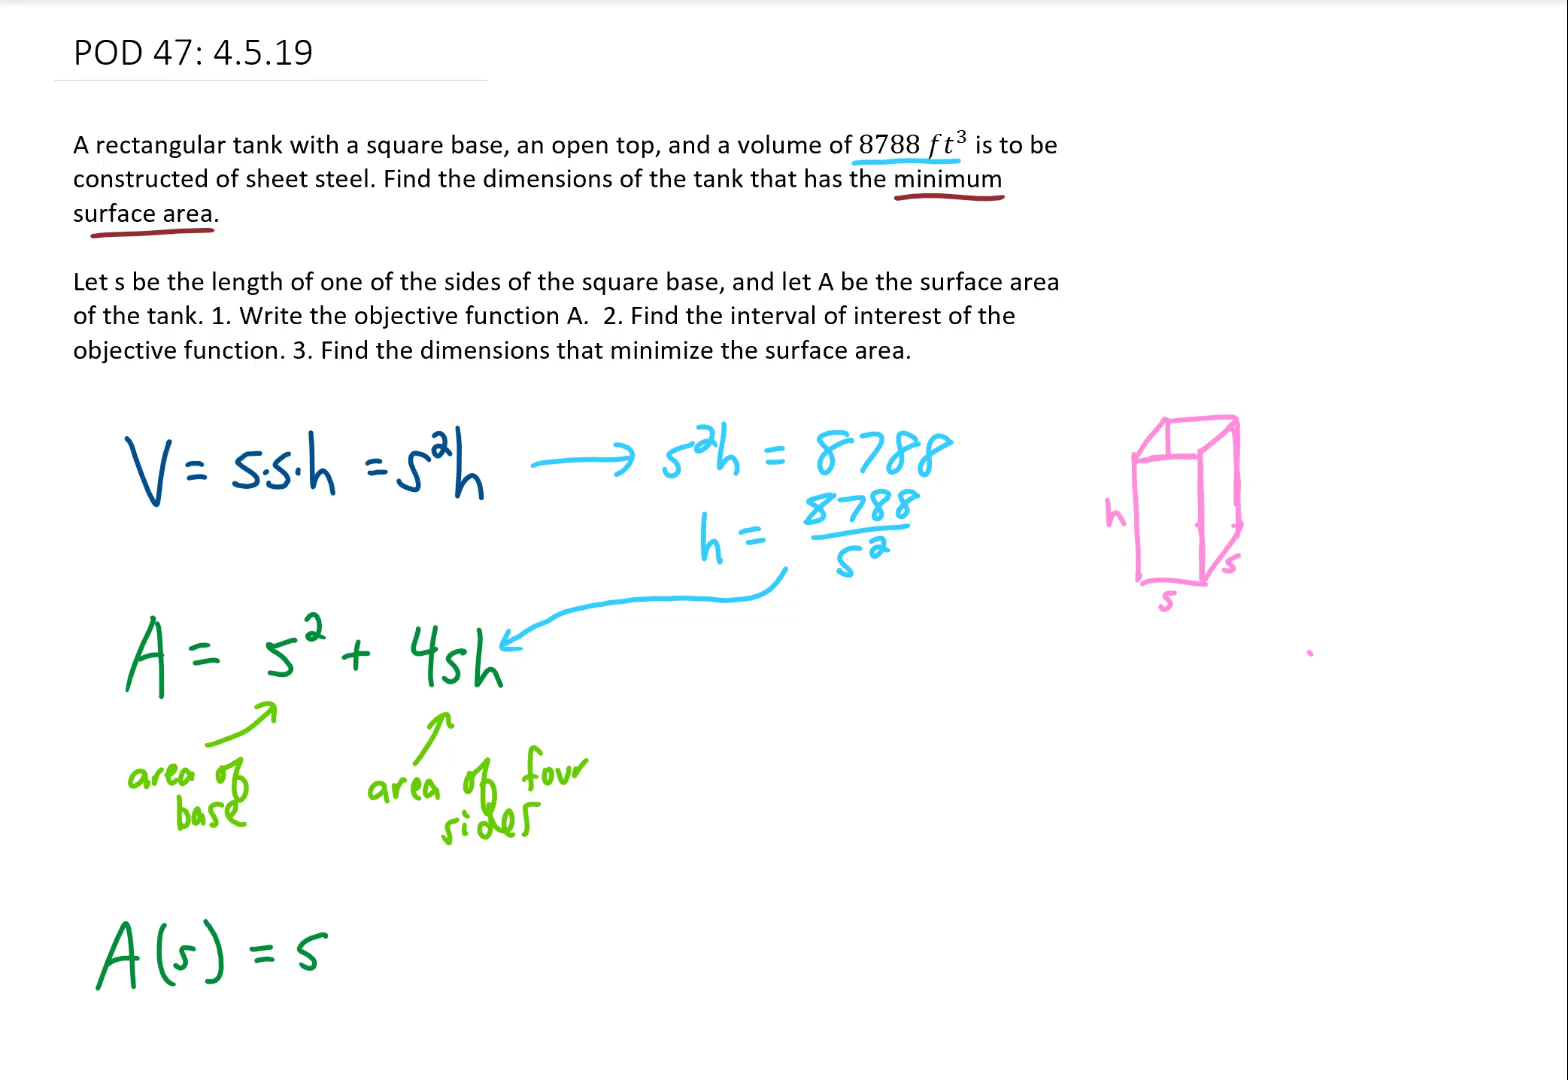 POD 47: 4.5.19
A rectangular tank with a square base, an open top, and a volume of 8788 ft³ is to be
constructed of sheet steel. Find the dimensions of the tank that has the minimum
surface area.
Let s be the length of one of the sides of the square base, and let A be the surface area
of the tank. 1. Write the objective function A.  2. Find the interval of interest of the
objective function. 3. Find the dimensions that minimize the surface area.
V = s·s·h = s²h → s²h = 8788
h = 8788/s²
h
s
s
A = s² + 4sh
area of
base
area of four
sides
A(s) = s